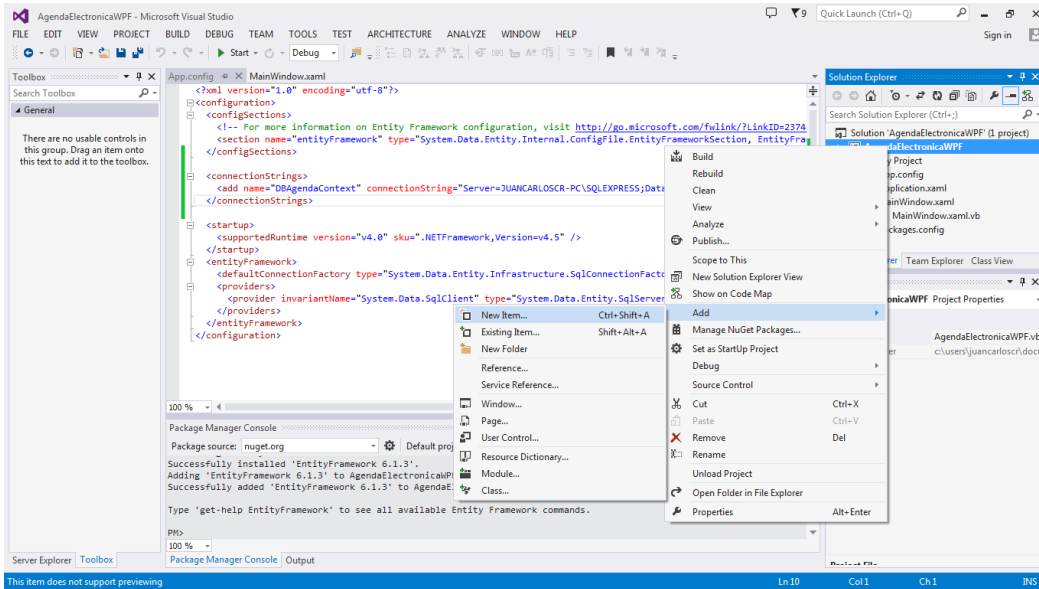 AgendaElectronicaWPF - Microsoft Visual Studio
9
Quick Launch (Ctrl+Q)
FILE EDIT VIEW PROJECT BUILD DEBUG TEAM TOOLS TEST ARCHITECTURE ANALYZE WINDOW HELP
Sign in
Start
Debug
Toolbox
Search Toolbox
General
There are no usable controls in
this group. Drag an item onto
this text to add it to the toolbox.
Server Explorer Toolbox
App.config MainWindow.xaml
<?xml version="1.0" encoding="utf-8"?>
<configuration>
<configSections>
<!-- For more information on Entity Framework configuration, visit http://go.microsoft.com/fwlink/?LinkID=2374
<section name="entityFramework" type="System.Data.Entity.Internal.ConfigFile.EntityFrameworkSection, EntityFra
</configSections>
<connectionStrings>
<add name="DBAgendaContext" connectionString="Server=JUANCARLOSCR-PC\SQLEXPRESS;Data
</connectionStrings>
<startup>
<supportedRuntime version="v4.0" sku=".NETFramework,Version=v4.5" />
</startup>
<entityFramework>
<defaultConnectionFactory type="System.Data.Entity.Infrastructure.SqlConnectionFacto
<providers>
<provider invariantName="System.Data.SqlClient" type="System.Data.Entity.SqlServer
</providers>
</entityFramework>
</configuration>
100 %
Package Manager Console
Package source: nuget.org Default proj
Successfully installed 'EntityFramework 6.1.3'.
Adding 'EntityFramework 6.1.3' to AgendaElectronicaWP
Successfully added 'EntityFramework 6.1.3' to AgendaE
Type 'get-help EntityFramework' to see all available Entity Framework commands.
PM>
100 %
Package Manager Console Output
New Item... Ctrl+Shift+A
Existing Item... Shift+Alt+A
New Folder
Reference...
Service Reference...
Window...
Page...
User Control...
Resource Dictionary...
Module...
Class...
Build
Rebuild
Clean
View
Analyze
Publish...
Scope to This
New Solution Explorer View
Show on Code Map
Add
Manage NuGet Packages...
Set as StartUp Project
Debug
Source Control
Cut Ctrl+X
Paste Ctrl+V
Remove Del
Rename
Unload Project
Open Folder in File Explorer
Properties Alt+Enter
Solution Explorer
Search Solution Explorer (Ctrl+;)
Solution 'AgendaElectronicaWPF' (1 project)
AgendaElectronicaWPF
y Project
pp.config
pplication.xaml
ainWindow.xaml
MainWindow.xaml.vb
ckages.config
rer Team Explorer Class View
onicaWPF Project Properties
AgendaElectronicaWPF.vb
er c:\users\juancarloscr\docu
This item does not support previewing
Ln 10 Col 1 Ch 1 INS